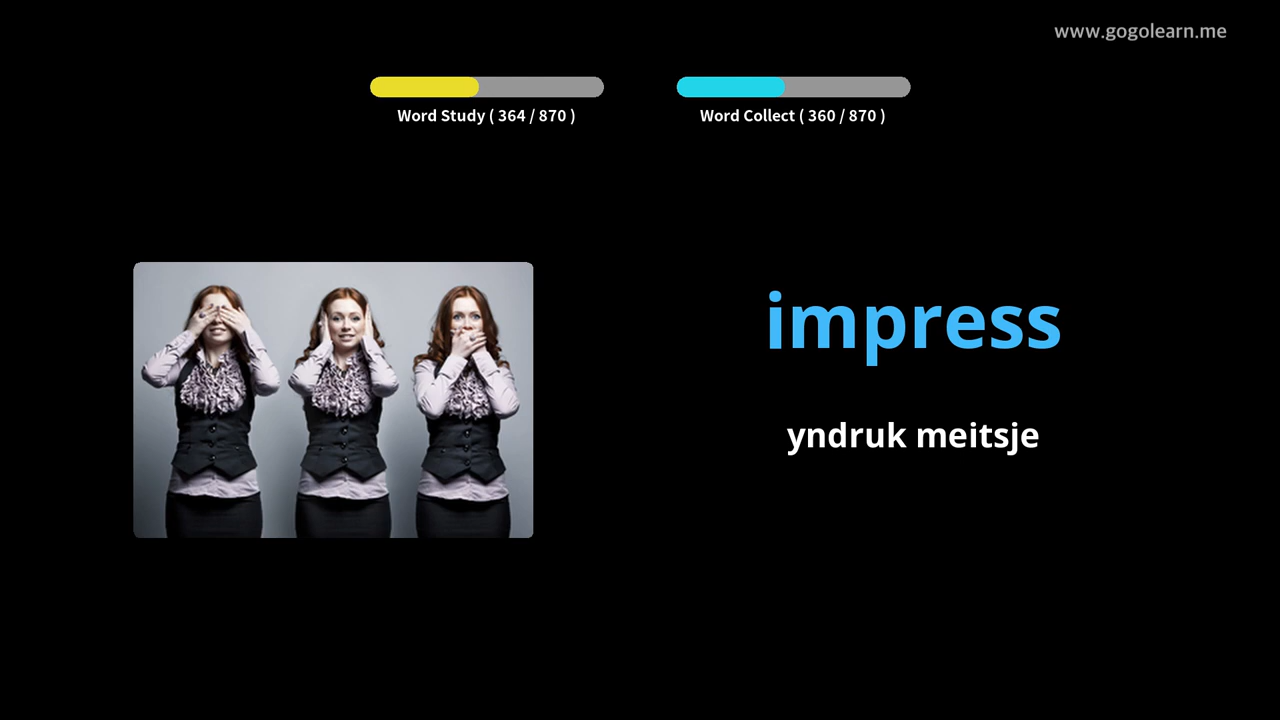 www.gogolearn.me
Word Study ( 364 / 870 )
Word Collect ( 360 / 870 )
impress
yndruk meitsje